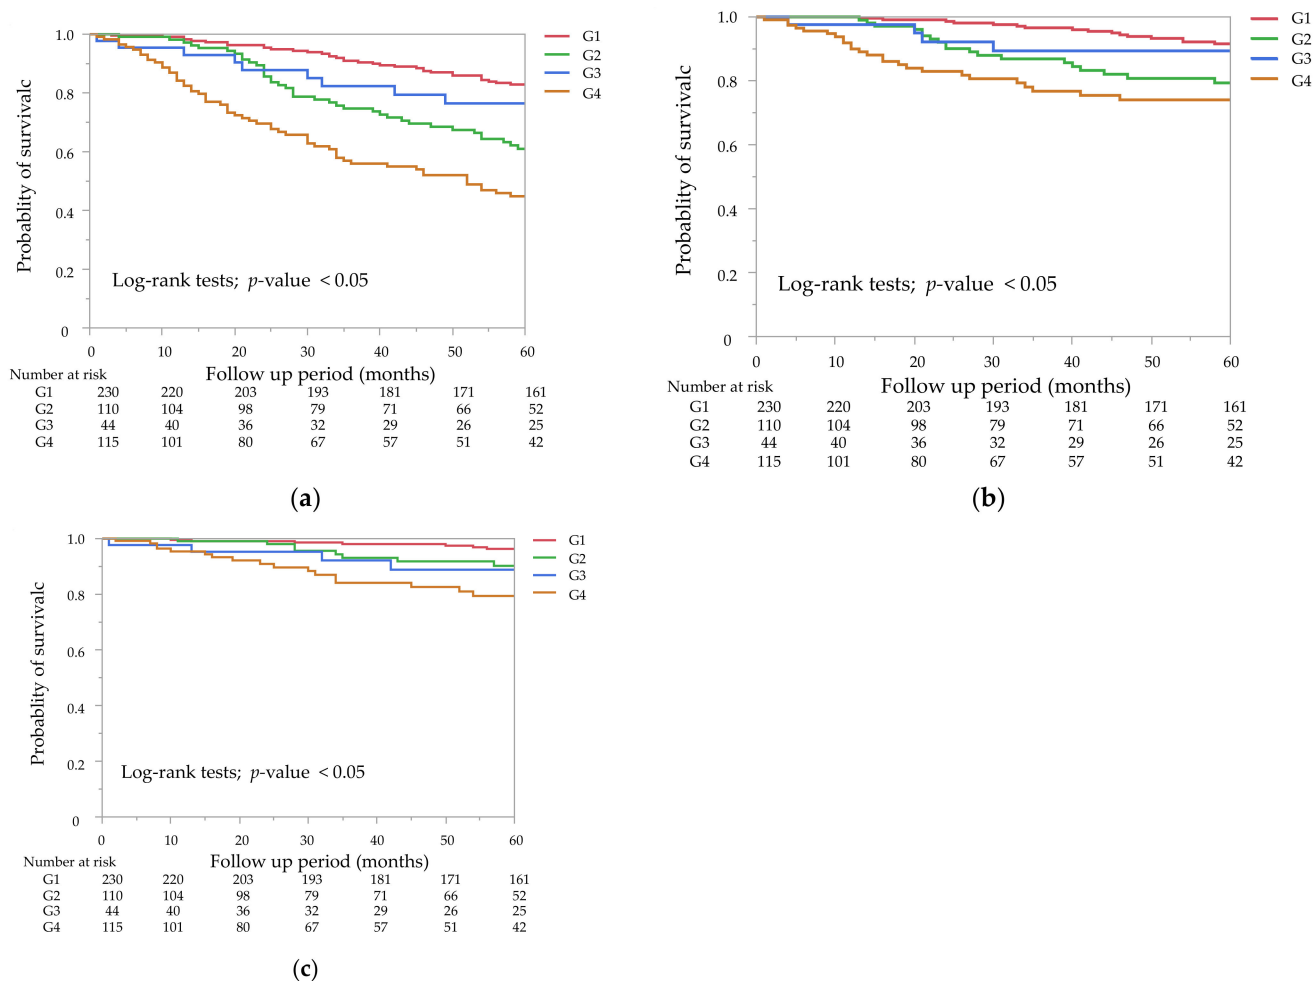 1.0
0.8
0.6
0.4
0.2
0
Probablity of survivalc
G1
G2
G3
G4
Log-rank tests; p-value < 0.05
0 10 20 30 40 50 60
Number at risk Follow up period (months)
G1 230 220 203 193 181 171 161
G2 110 104 98 79 71 66 52
G3 44 40 36 32 29 26 25
G4 115 101 80 67 57 51 42
(a)
1.0
0.8
0.6
0.4
0.2
0
Probablity of survivalc
G1
G2
G3
G4
Log-rank tests; p-value < 0.05
0 10 20 30 40 50 60
Number at risk Follow up period (months)
G1 230 220 203 193 181 171 161
G2 110 104 98 79 71 66 52
G3 44 40 36 32 29 26 25
G4 115 101 80 67 57 51 42
(b)
1.0
0.8
0.6
0.4
0.2
0
Probablity of survivalc
G1
G2
G3
G4
Log-rank tests; p-value < 0.05
0 10 20 30 40 50 60
Number at risk Follow up period (months)
G1 230 220 203 193 181 171 161
G2 110 104 98 79 71 66 52
G3 44 40 36 32 29 26 25
G4 115 101 80 67 57 51 42
(c)